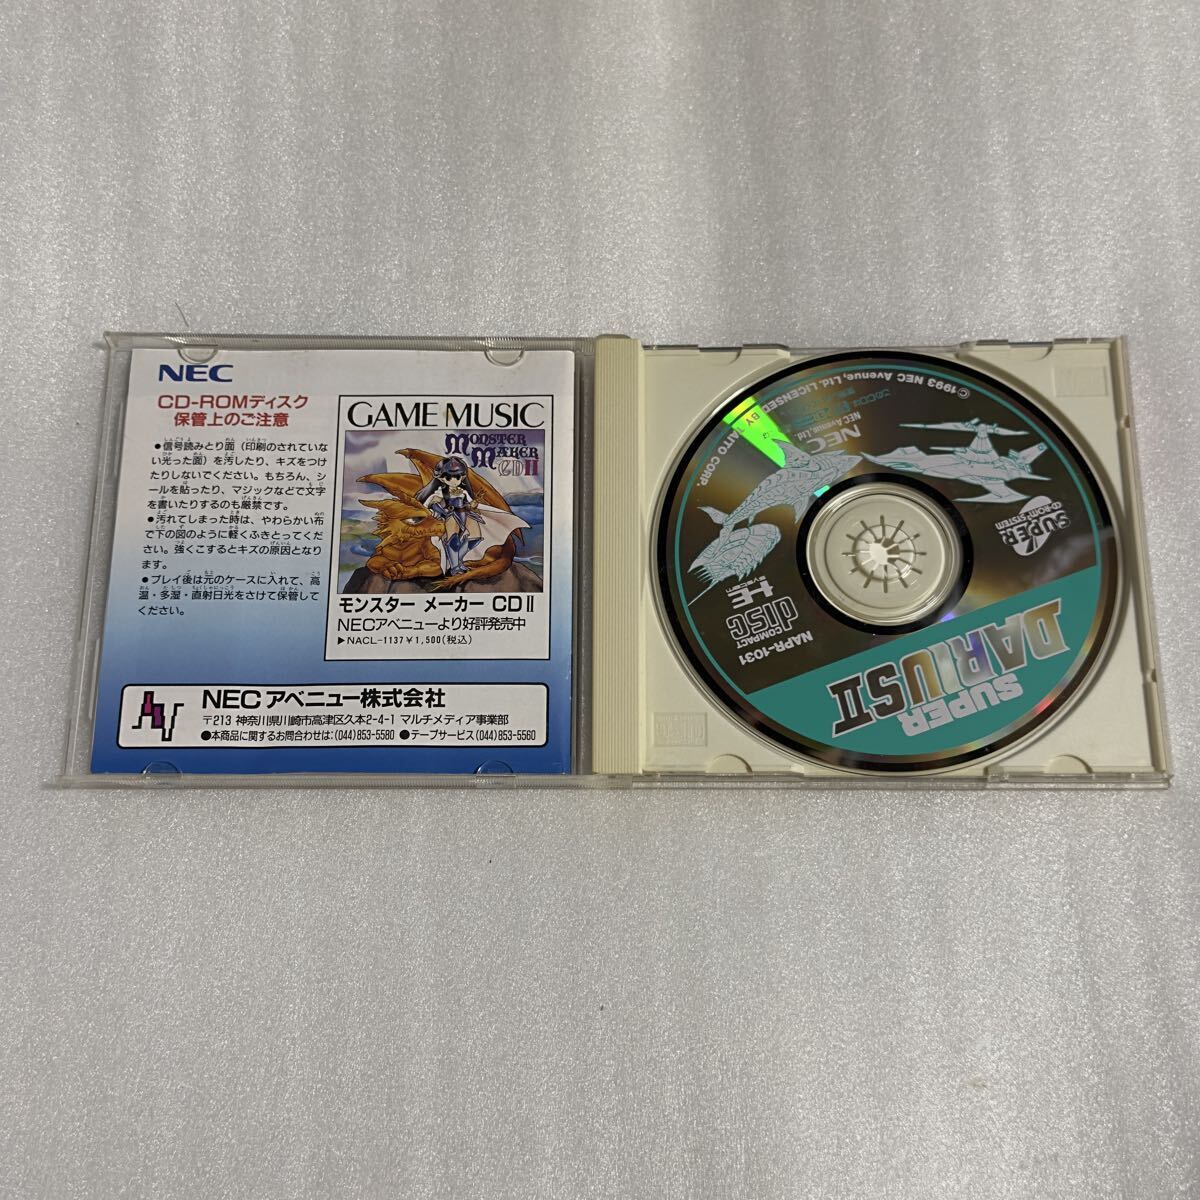 NEC
CD-ROMディスク
保管上のご注意
●信号読みとり面（印刷のされていな
い光った面）を汚したり、キズをつけ
たりしないでください。もちろん、シ
ールを貼ったり、マジックなどで文字
を書いたりするのも厳禁です。
●汚れてしまった時は、やわらかい布
で下の図のように軽くふきとってくだ
さい。強くこするとキズの原因となり
ます。
●プレイ後は元のケースに入れて、高
温・多湿・直射日光をさけて保管して
ください。
GAME MUSIC
MONSTER
MAKER
CDⅡ
モンスター メーカー CDⅡ
NECアベニューより好評発売中
▶NACL-1137￥1,500(税込)
NECアベニュー株式会社
〒213 神奈川県川崎市高津区久本2-4-1 マルチメディア事業部
●本商品に関するお問合わせは:(044)853-5580 ●テープサービス(044)853-5560
SUPER
DARIUSⅡ
NAPR-1031
COMPACT
disc
HE
SYSTEM
SUPER
CD-ROM SYSTEM
NEC
NEC Avenue, Ltd.
©1993 NEC Avenue, Ltd. LICENSED BY TAITO CORP.